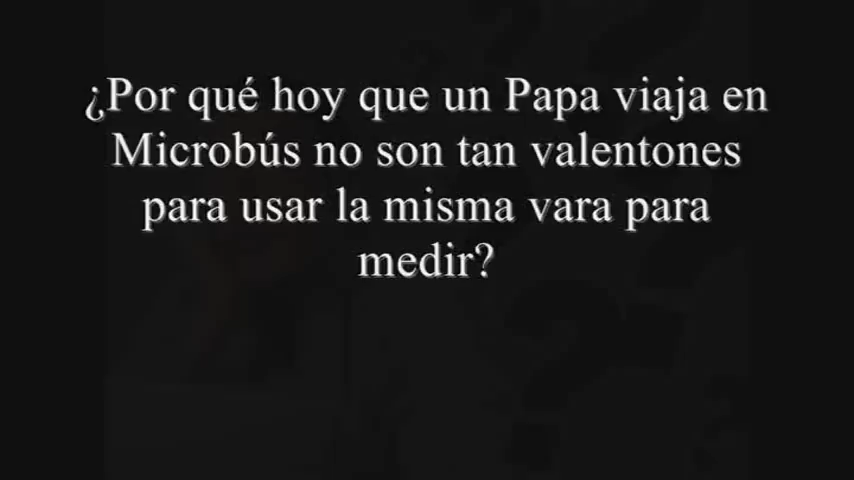 ¿Por qué hoy que un Papa viaja en
Microbús no son tan valentones
para usar la misma vara para
medir?